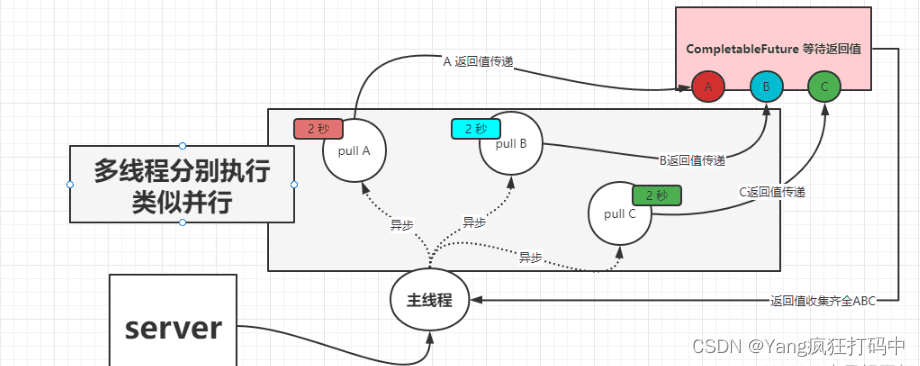 CompletableFuture 等待返回值
A 返回值传递
A
B
C
2 秒
pull A
2 秒
pull B
B返回值传递
多线程分别执行
类似并行
2 秒
pull C
C返回值传递
异步
异步
异步
主线程
返回值收集齐全ABC
server
CSDN @Yang疯狂打码中